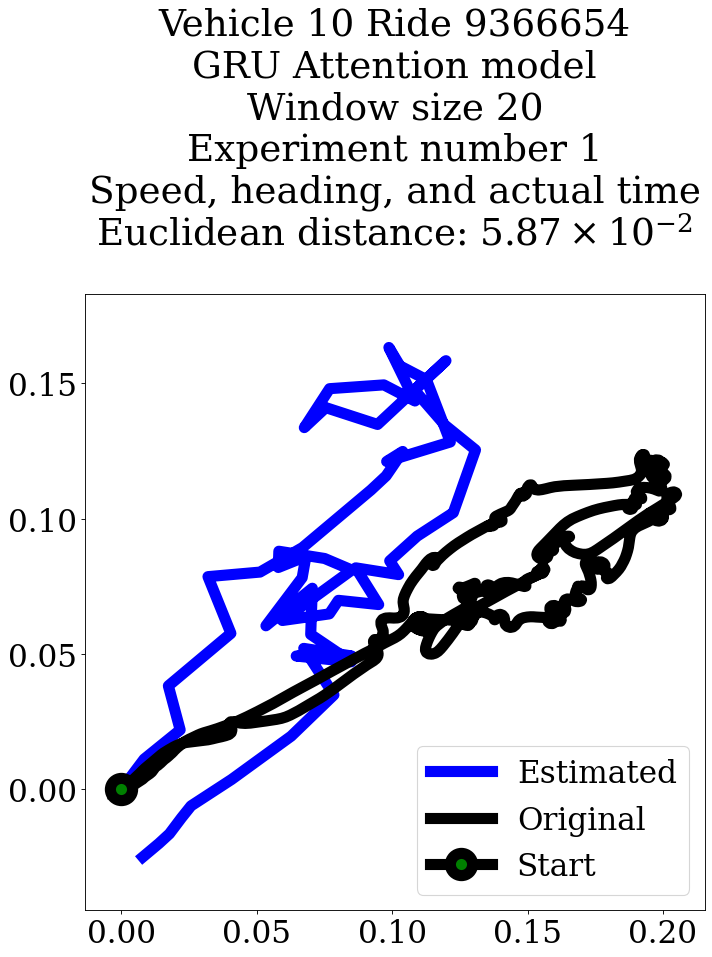 Vehicle 10 Ride 9366654
GRU Attention model
Window size 20
Experiment number 1
Speed, heading, and actual time
Euclidean distance: 5.87 × 10⁻²
0.15
0.10
0.05
0.00
Estimated
Original
Start
0.00 0.05 0.10 0.15 0.20